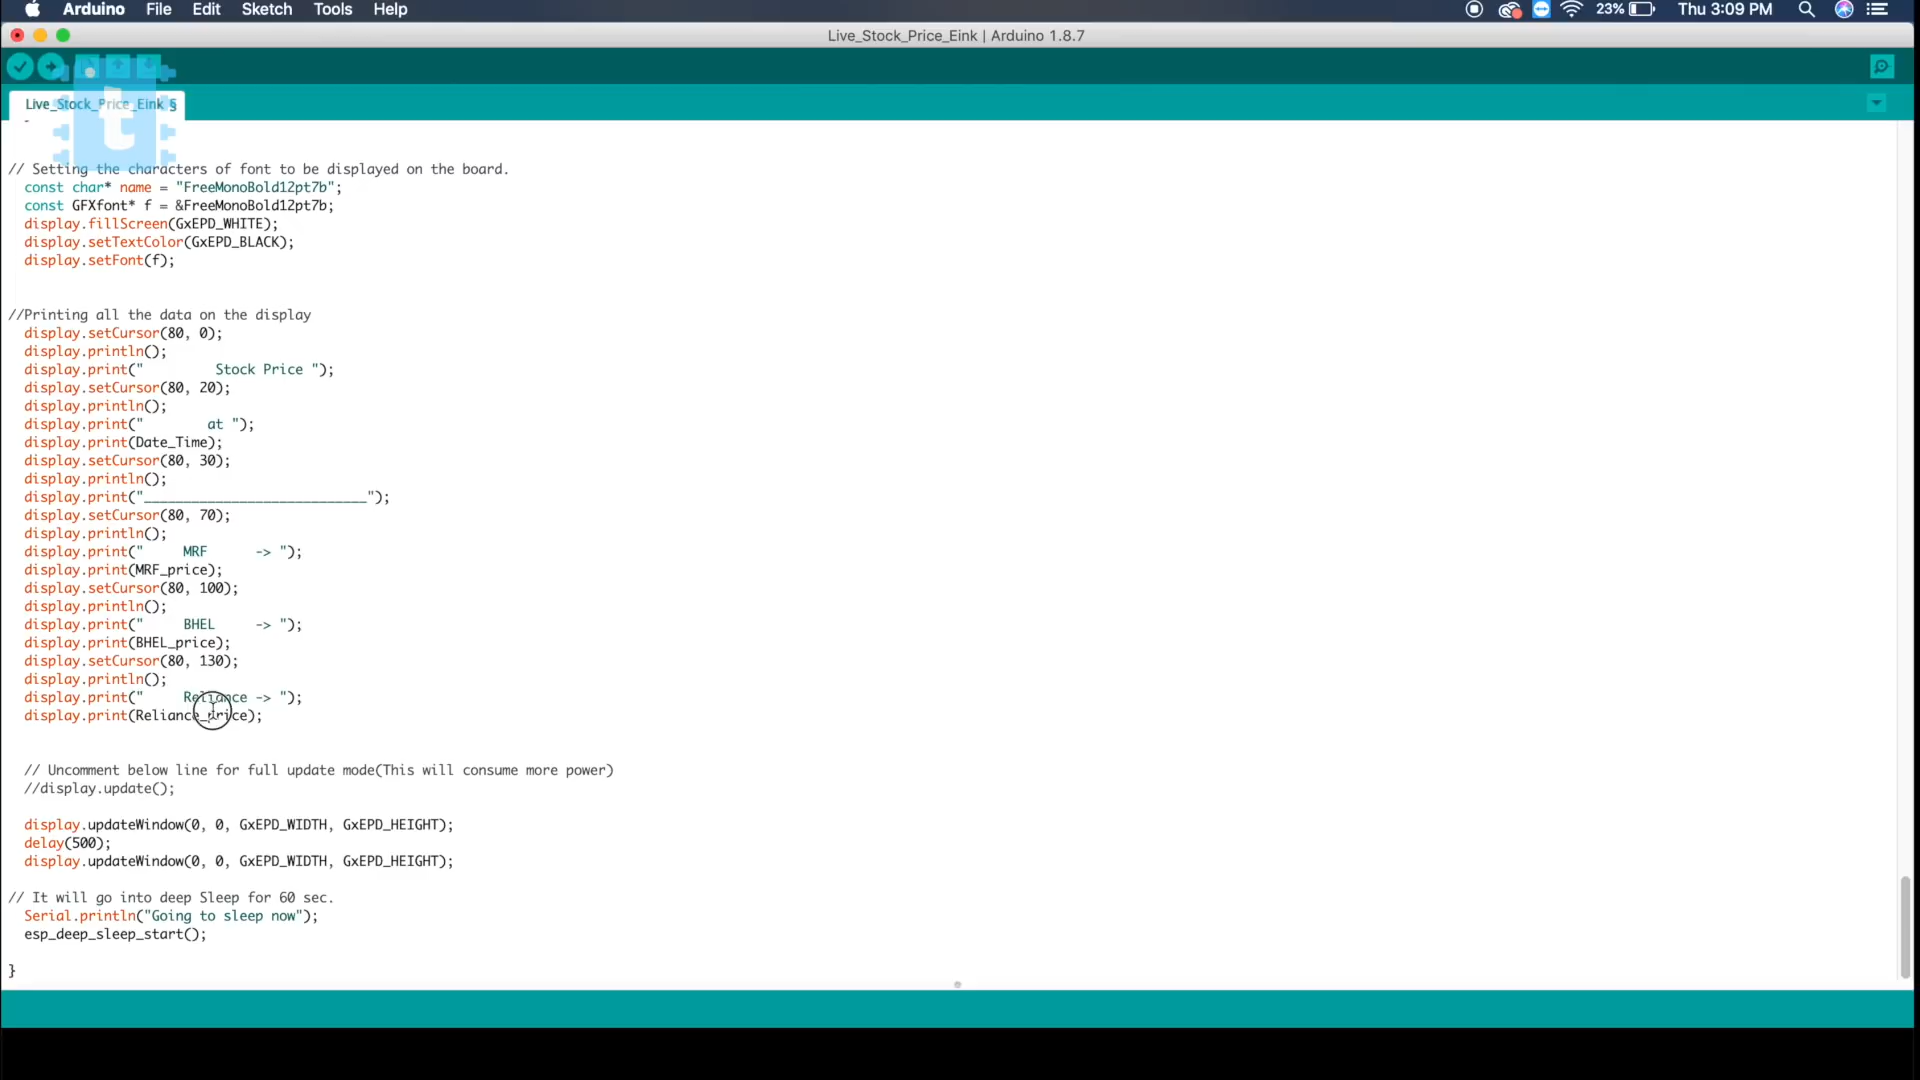 Arduino File Edit Sketch Tools Help 23% Thu 3:09 PM
Live_Stock_Price_Eink | Arduino 1.8.7
Live_Stock_Price_Eink §
t
// Setting the characters of font to be displayed on the board.
const char* name = "FreeMonoBold12pt7b";
const GFXfont* f = &FreeMonoBold12pt7b;
display.fillScreen(GxEPD_WHITE);
display.setTextColor(GxEPD_BLACK);
display.setFont(f);
//Printing all the data on the display
display.setCursor(80, 0);
display.println();
display.print("         Stock Price ");
display.setCursor(80, 20);
display.println();
display.print("        at ");
display.print(Date_Time);
display.setCursor(80, 30);
display.println();
display.print("____________________________");
display.setCursor(80, 70);
display.println();
display.print("     MRF      -> ");
display.print(MRF_price);
display.setCursor(80, 100);
display.println();
display.print("     BHEL     -> ");
display.print(BHEL_price);
display.setCursor(80, 130);
display.println();
display.print("     Reliance -> ");
display.print(Reliance_price);
// Uncomment below line for full update mode(This will consume more power)
//display.update();
display.updateWindow(0, 0, GxEPD_WIDTH, GxEPD_HEIGHT);
delay(500);
display.updateWindow(0, 0, GxEPD_WIDTH, GxEPD_HEIGHT);
// It will go into deep Sleep for 60 sec.
Serial.println("Going to sleep now");
esp_deep_sleep_start();
}